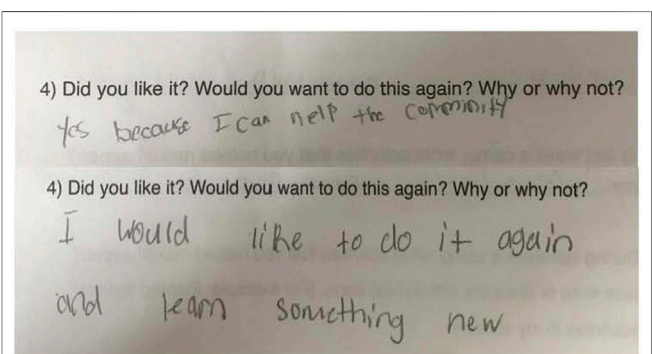 4) Did you like it? Would you want to do this again? Why or why not?
Yes because I can help the comminity
4) Did you like it? Would you want to do this again? Why or why not?
I would like to do it again
and learn something new